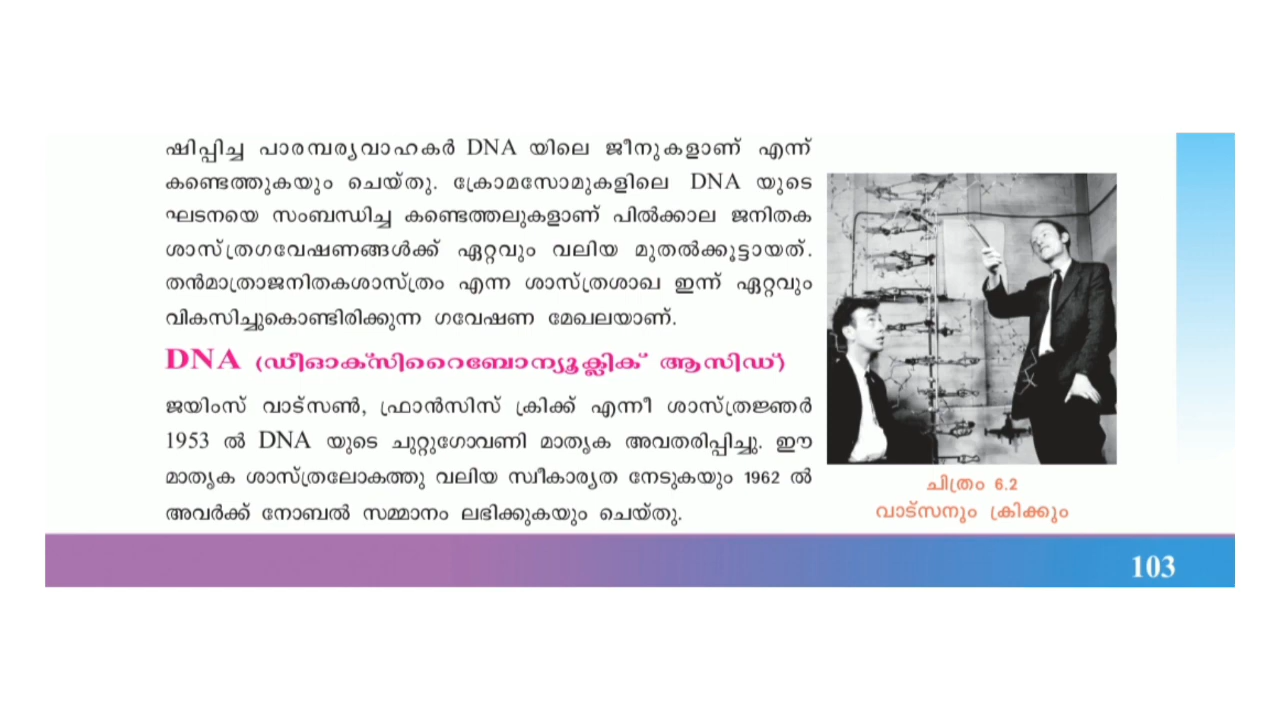 ഷിപ്പിച്ച പാരമ്പര്യവാഹകർ DNA യിലെ ജീനുകളാണ് എന്ന്
കണ്ടെത്തുകയും ചെയ്തു. ക്രോമസോമുകളിലെ DNA യുടെ
ഘടനയെ സംബന്ധിച്ച കണ്ടെത്തലുകളാണ് പിൽക്കാല ജനിതക
ശാസ്ത്രഗവേഷണങ്ങൾക്ക് ഏറ്റവും വലിയ മുതൽക്കൂട്ടായത്.
തൻമാത്രാജനിതകശാസ്ത്രം എന്ന ശാസ്ത്രശാഖ ഇന്ന് ഏറ്റവും
വികസിച്ചുകൊണ്ടിരിക്കുന്ന ഗവേഷണ മേഖലയാണ്.
DNA (ഡീഓക്സിറൈബോന്യൂക്ലിക് ആസിഡ്)
ജയിംസ് വാട്സൺ, ഫ്രാൻസിസ് ക്രിക്ക് എന്നീ ശാസ്ത്രജ്ഞർ
1953 ൽ DNA യുടെ ചുറ്റുഗോവണി മാതൃക അവതരിപ്പിച്ചു. ഈ
മാതൃക ശാസ്ത്രലോകത്തു വലിയ സ്വീകാര്യത നേടുകയും 1962 ൽ
അവർക്ക് നോബൽ സമ്മാനം ലഭിക്കുകയും ചെയ്തു.
ചിത്രം 6.2
വാട്സനും ക്രിക്കും
103